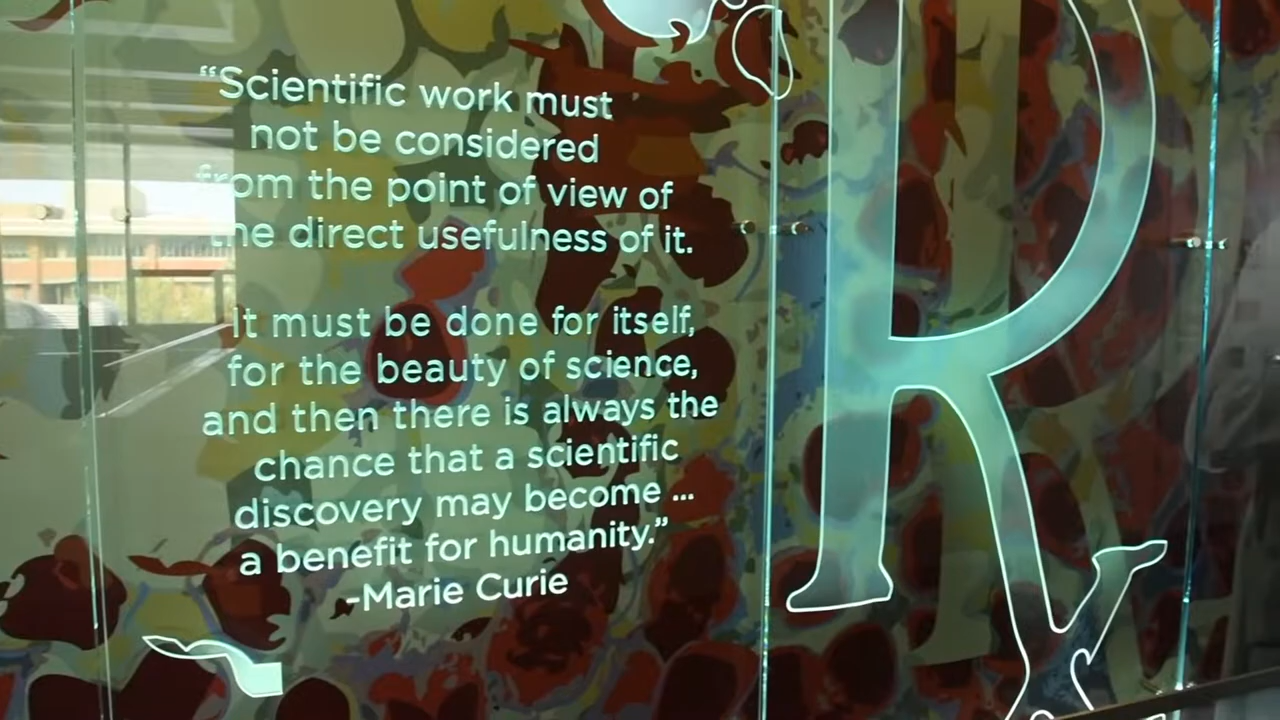 “Scientific work must
not be considered
from the point of view of
the direct usefulness of it.
It must be done for itself,
for the beauty of science,
and then there is always the
chance that a scientific
discovery may become ...
a benefit for humanity.”
-Marie Curie
℞